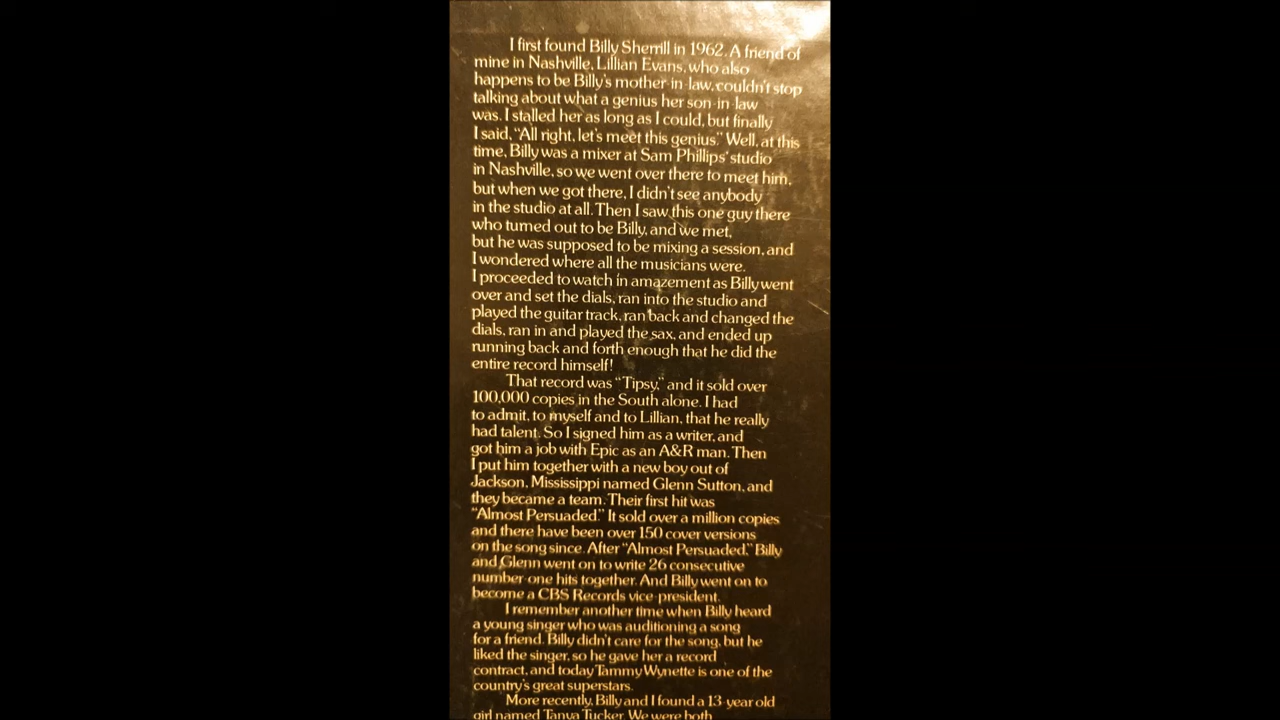 I first found Billy Sherrill in 1962. A friend of
mine in Nashville, Lillian Evans, who also
happens to be Billy's mother-in-law, couldn't stop
talking about what a genius her son-in-law
was. I stalled her as long as I could, but finally
I said, "All right, let's meet this genius." Well, at this
time, Billy was a mixer at Sam Phillips' studio
in Nashville, so we went over there to meet him,
but when we got there, I didn't see anybody
in the studio at all. Then I saw this one guy there
who turned out to be Billy, and we met,
but he was supposed to be mixing a session, and
I wondered where all the musicians were.
I proceeded to watch in amazement as Billy went
over and set the dials, ran into the studio and
played the guitar track, ran back and changed the
dials, ran in and played the sax, and ended up
running back and forth enough that he did the
entire record himself!
That record was "Tipsy," and it sold over
100,000 copies in the South alone. I had
to admit, to myself and to Lillian, that he really
had talent. So I signed him as a writer, and
got him a job with Epic as an A&R man. Then
I put him together with a new boy out of
Jackson, Mississippi named Glenn Sutton, and
they became a team. Their first hit was
"Almost Persuaded." It sold over a million copies
and there have been over 150 cover versions
on the song since. After "Almost Persuaded," Billy
and Glenn went on to write 26 consecutive
number-one hits together. And Billy went on to
become a CBS Records vice-president.
I remember another time when Billy heard
a young singer who was auditioning a song
for a friend. Billy didn't care for the song, but he
liked the singer, so he gave her a record
contract, and today Tammy Wynette is one of the
country's great superstars.
More recently, Billy and I found a 13-year old
girl named Tanya Tucker. We were both